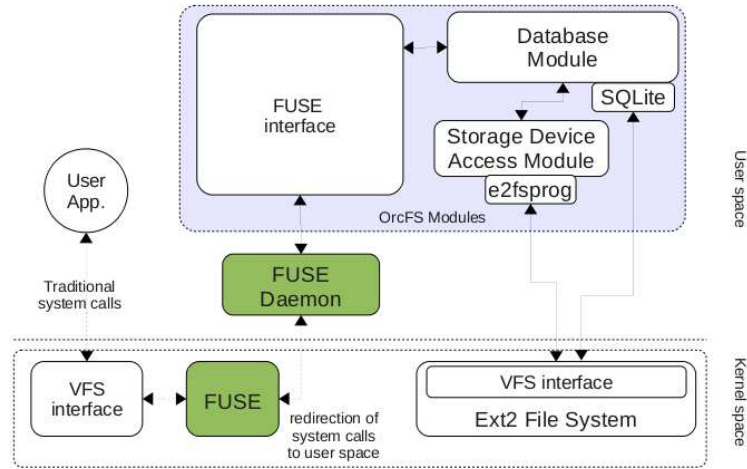 Database
Module
SQLite
FUSE
interface
Storage Device
Access Module
e2fsprog
OrcFS Modules
User space
User
App.
Traditional
system calls
FUSE
Daemon
VFS
interface
FUSE
redirection of
system calls
to user space
VFS interface
Ext2 File System
Kernel space